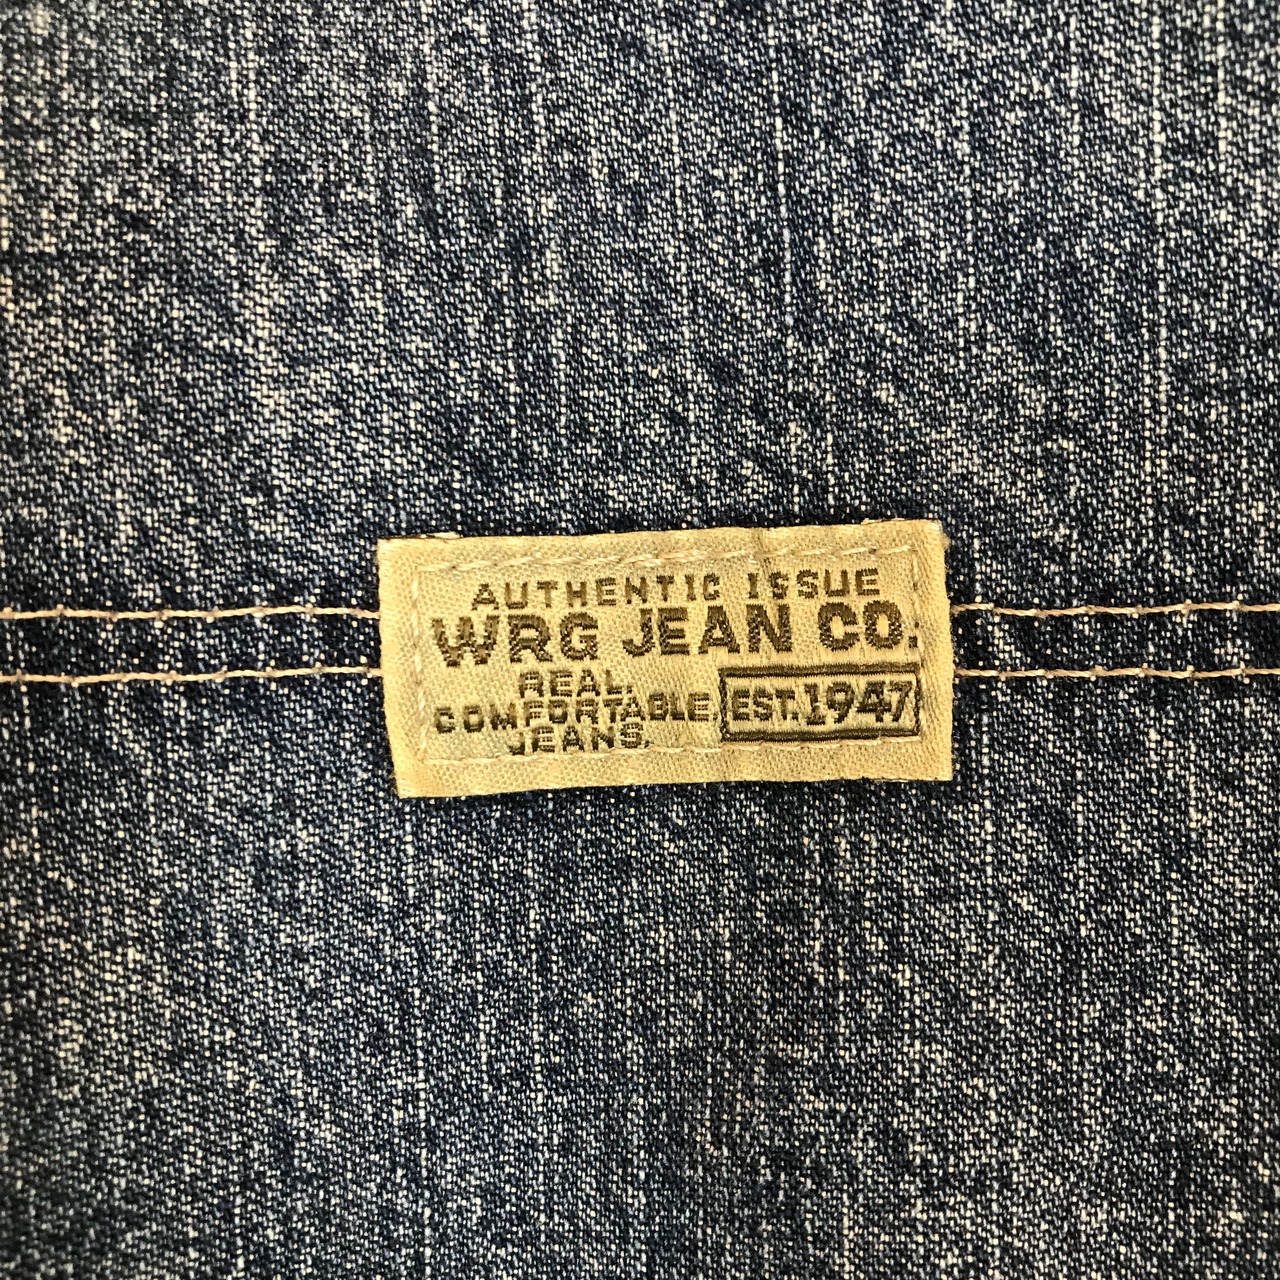 AUTHENTIC ISSUE
WRG JEAN CO.
REAL.
COMFORTABLE.
JEANS.
EST. 1947